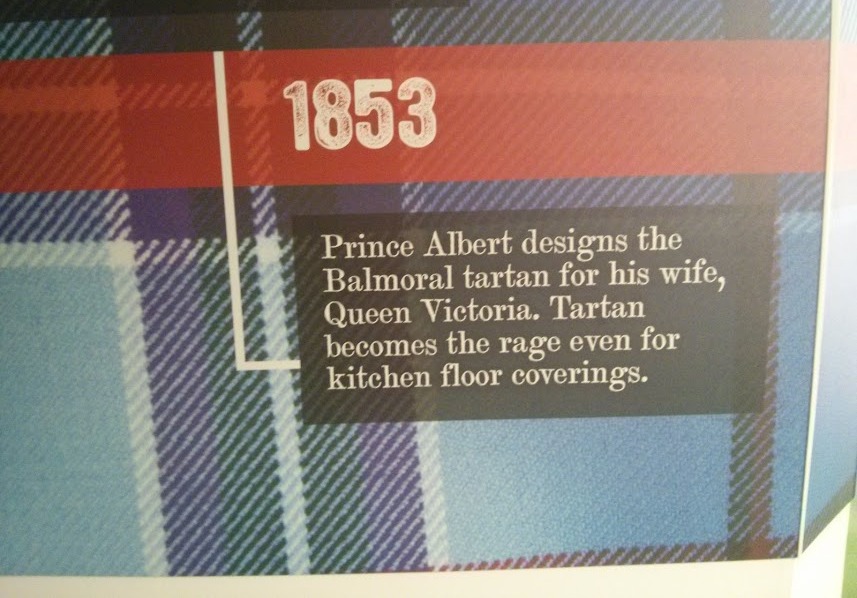 1853
Prince Albert designs the
Balmoral tartan for his wife,
Queen Victoria. Tartan
becomes the rage even for
kitchen floor coverings.